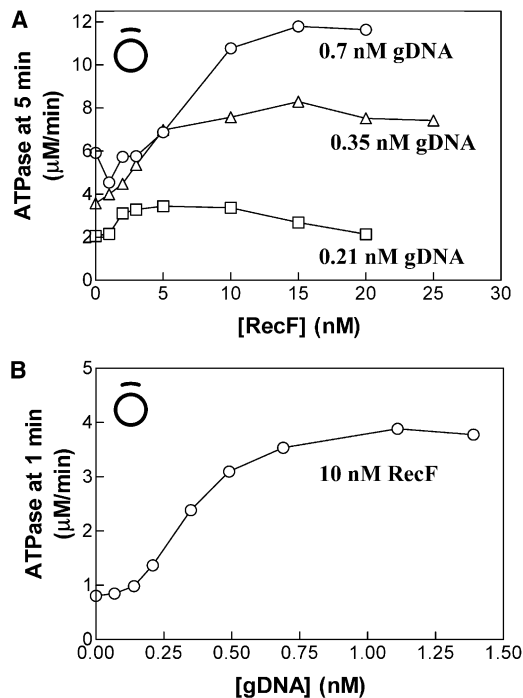 A
ATPase at 5 min
(μM/min)
12
10
8
6
4
2
0
0.7 nM gDNA
0.35 nM gDNA
0.21 nM gDNA
0 5 10 15 20 25 30
[RecF] (nM)
B
ATPase at 1 min
(μM/min)
5
4
3
2
1
0
10 nM RecF
0.00 0.25 0.50 0.75 1.00 1.25 1.50
[gDNA] (nM)